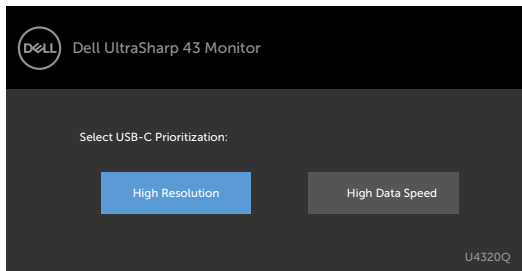 DELL Dell UltraSharp 43 Monitor
Select USB-C Prioritization:
High Resolution High Data Speed
U4320Q